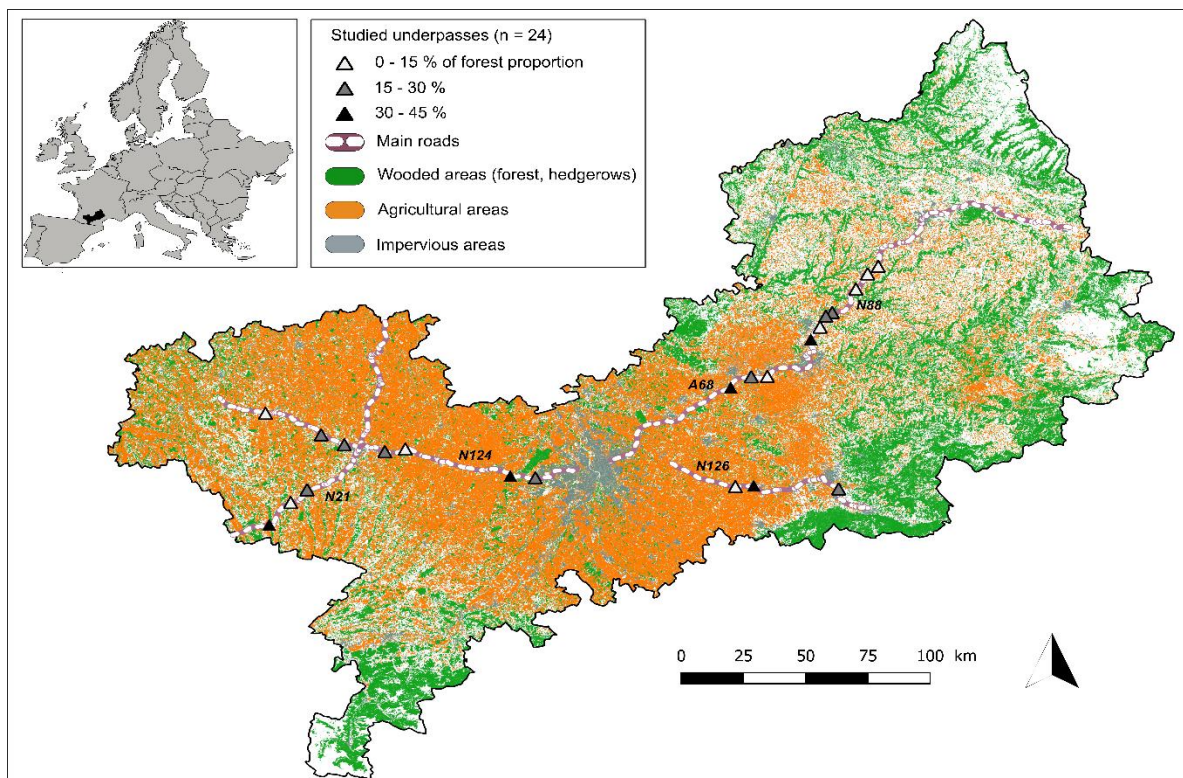 Studied underpasses (n = 24)
0 - 15 % of forest proportion
15 - 30 %
30 - 45 %
Main roads
Wooded areas (forest, hedgerows)
Agricultural areas
Impervious areas
N88
A68
N124
N126
N21
0 25 50 75 100 km